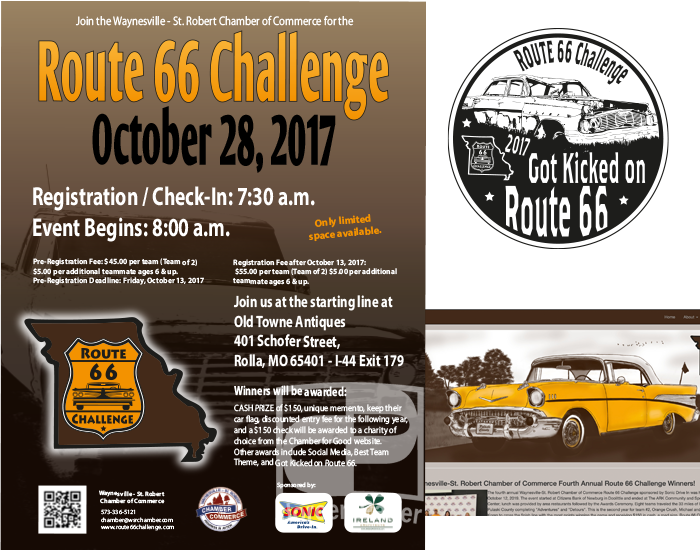 Join the Waynesville - St. Robert Chamber of Commerce for the
Route 66 Challenge
October 28, 2017
Registration / Check-In: 7:30 a.m.
Event Begins: 8:00 a.m.
Only limited
space available.
Pre-Registration Fee: $45.00 per team (Team of 2)
$5.00 per additional teammate ages 6 & up.
Pre-Registration Deadline: Friday, October 13, 2017
Registration Fee after October 13, 2017:
$55.00 per team (Team of 2) $5.00 per additional
teammate ages 6 & up.
Join us at the starting line at
Old Towne Antiques
401 Schofer Street,
Rolla, MO 65401 - I-44 Exit 179
ROUTE
66
CHALLENGE
Winners will be awarded:
CASH PRIZE of $150, unique memento, keep their
car flag, discounted entry fee for the following year,
and a $150 check will be awarded to a charity of
choice from the Chamber for Good website.
Other awards include Social Media, Best Team
Theme, and Got Kicked on Route 66.
Waynesville - St. Robert
Chamber of Commerce
573-336-5121
chamber@wsrchamber.com
www.route66challenge.com
CHAMBER
COMMERCE
Sponsored by:
SONIC
America's
Drive-In.
IRELAND
ROUTE 66 Challenge
2017
ROUTE
66
Got Kicked on
Route 66
Home About
nesville-St. Robert Chamber of Commerce Fourth Annual Route 66 Challenge Winners!